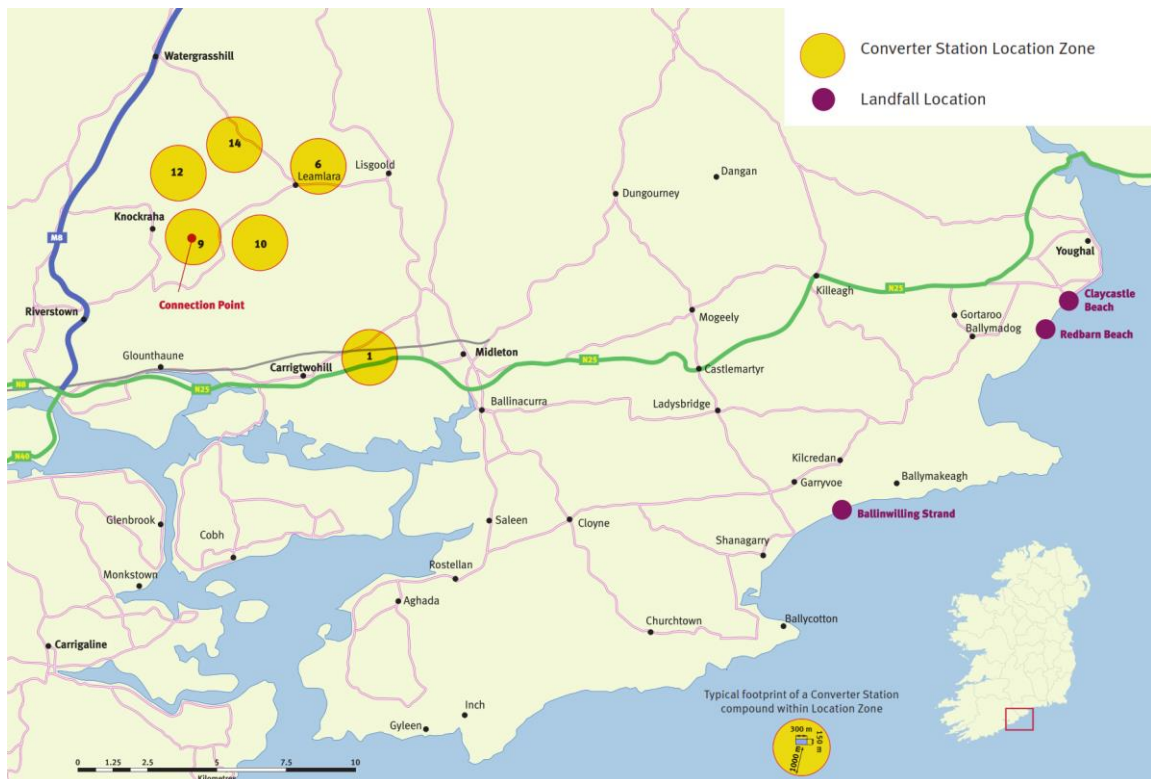 Converter Station Location Zone
Landfall Location
Watergrasshill
14
6
Lisgoold
12
Leamlara
Dangan
Dungourney
Knockraha
M8
9
10
Youghal
Connection Point
Killeagh
N25
Claycastle
Beach
Riverstown
Mogeely
Gortaroo
Ballymadog
Redbarn Beach
Glounthaune
1
Midleton
N25
Castlemartyr
Carrigtwohill
N8
N25
Ballinacurra
Ladysbridge
N40
Kilcredan
Garryvoe
Ballymakeagh
Ballinwilling Strand
Glenbrook
Saleen
Cloyne
Cobh
Shanagarry
Monkstown
Rostellan
Aghada
Churchtown
Ballycotton
Carrigaline
Typical footprint of a Converter Station
compound within Location Zone
Inch
Gyleen
300 m
150 m
1000 m
0 1.25 2.5 5 7.5 10
Kilometres